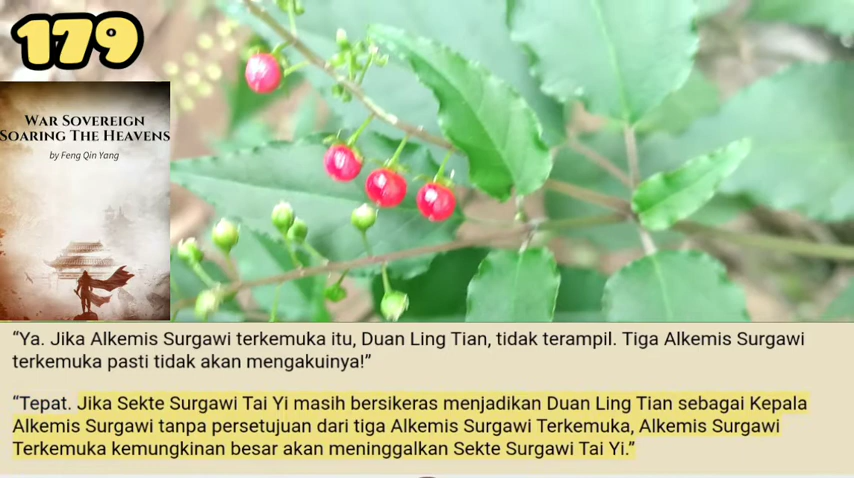 179
WAR SOVEREIGN
SOARING THE HEAVENS
by Feng Qin Yang
“Ya. Jika Alkemis Surgawi terkemuka itu, Duan Ling Tian, tidak terampil. Tiga Alkemis Surgawi
terkemuka pasti tidak akan mengakuinya!”
“Tepat. Jika Sekte Surgawi Tai Yi masih bersikeras menjadikan Duan Ling Tian sebagai Kepala
Alkemis Surgawi tanpa persetujuan dari tiga Alkemis Surgawi Terkemuka, Alkemis Surgawi
Terkemuka kemungkinan besar akan meninggalkan Sekte Surgawi Tai Yi.”